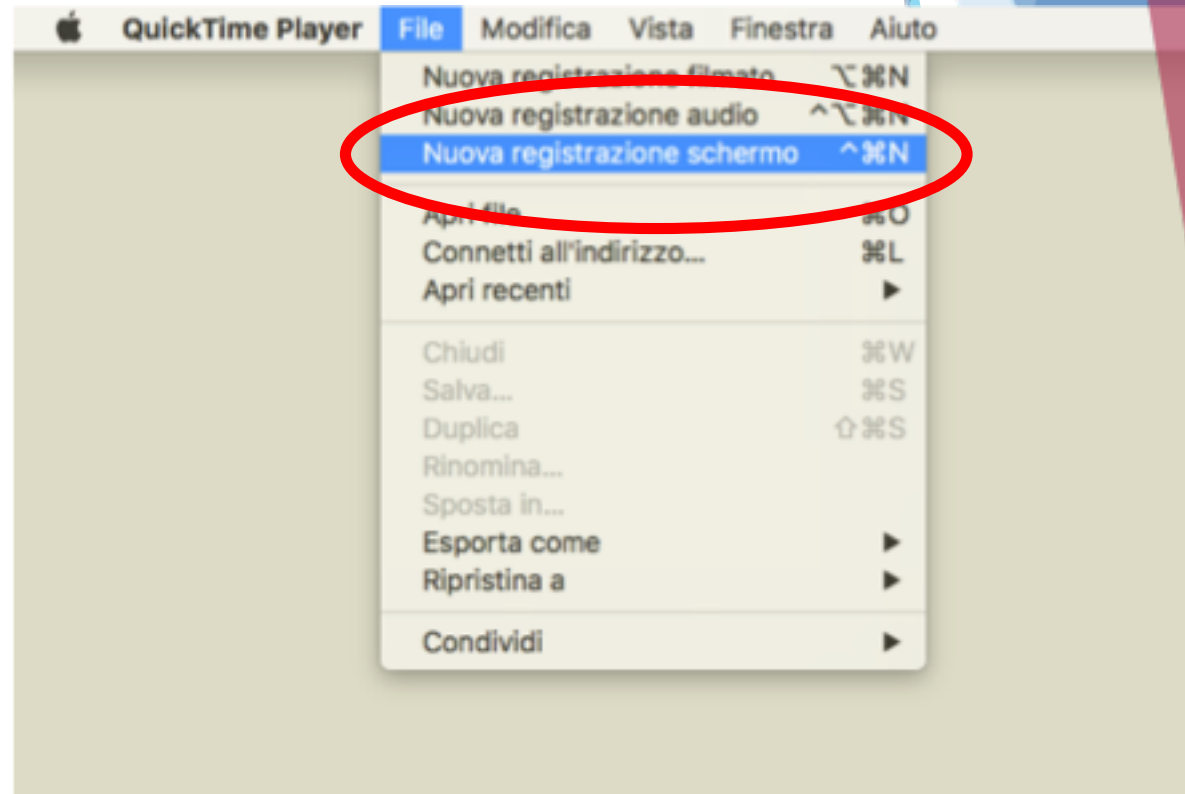 QuickTime Player File Modifica Vista Finestra Aiuto
Nuova registrazione filmato ⌥⌘N
Nuova registrazione audio ^⌥⌘N
Nuova registrazione schermo ^⌘N
Apri file... ⌘O
Connetti all'indirizzo... ⌘L
Apri recenti ▶
Chiudi ⌘W
Salva... ⌘S
Duplica ⇧⌘S
Rinomina...
Sposta in...
Esporta come ▶
Ripristina a ▶
Condividi ▶